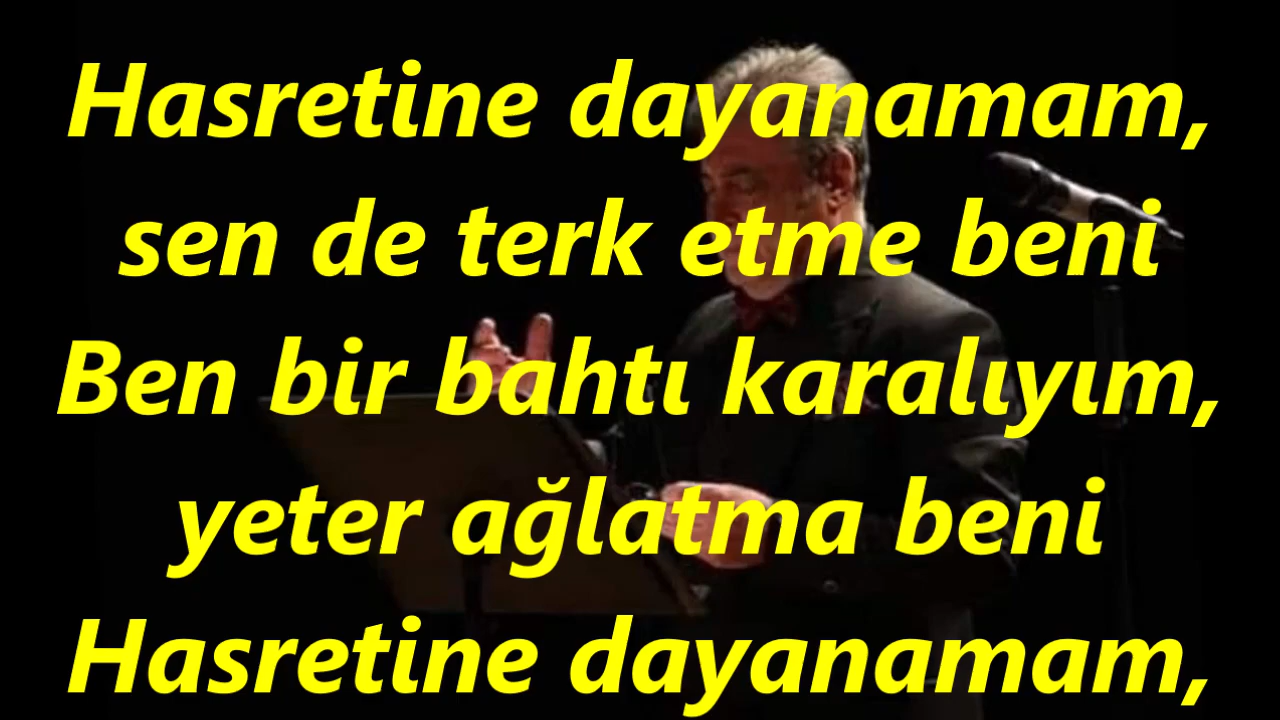 Hasretine dayanamam,
sen de terk etme beni
Ben bir bahtı karalıyım,
yeter ağlatma beni
Hasretine dayanamam,